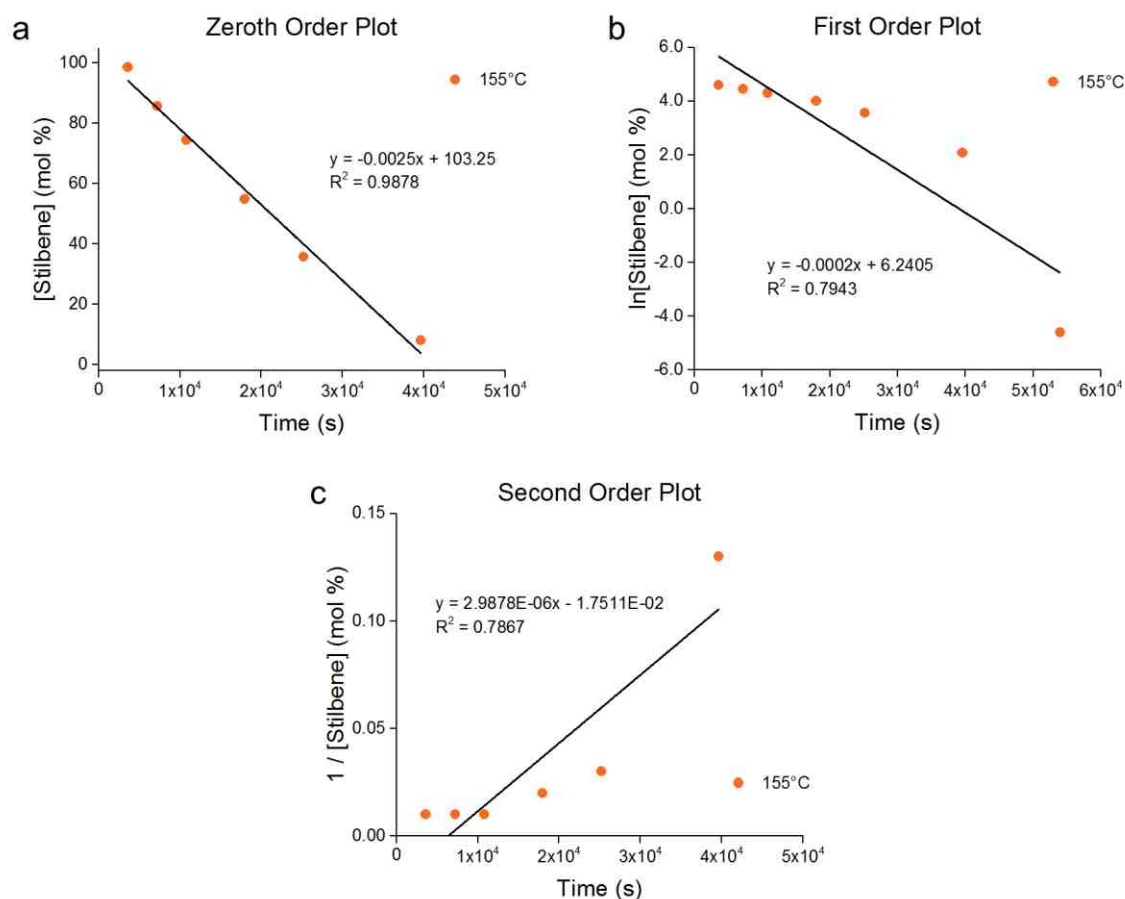 a
Zeroth Order Plot
[Stilbene] (mol %)
100
80
60
40
20
0
155°C
y = -0.0025x + 103.25
R² = 0.9878
0
1x10⁴
2x10⁴
3x10⁴
4x10⁴
5x10⁴
Time (s)
b
First Order Plot
ln[Stilbene] (mol %)
6.0
4.0
2.0
0.0
-2.0
-4.0
-6.0
155°C
y = -0.0002x + 6.2405
R² = 0.7943
0
1x10⁴
2x10⁴
3x10⁴
4x10⁴
5x10⁴
6x10⁴
Time (s)
c
Second Order Plot
1 / [Stilbene] (mol %)
0.15
0.10
0.05
0.00
y = 2.9878E-06x - 1.7511E-02
R² = 0.7867
155°C
0
1x10⁴
2x10⁴
3x10⁴
4x10⁴
5x10⁴
Time (s)